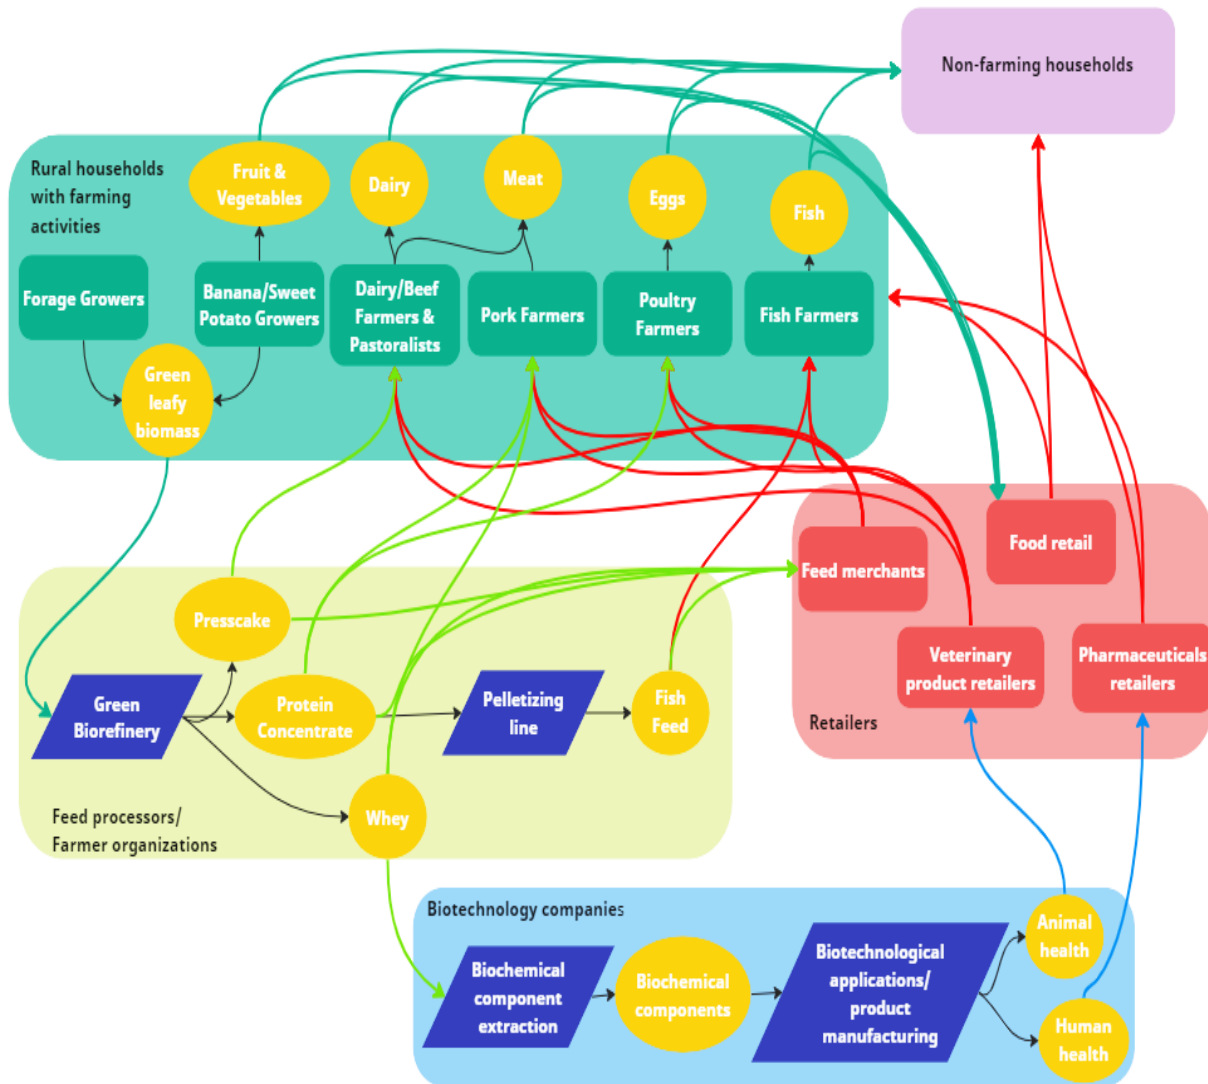 Non-farming households
Rural households
with farming
activities
Fruit &
Vegetables
Dairy
Meat
Eggs
Fish
Forage Growers
Banana/Sweet
Potato Growers
Dairy/Beef
Farmers &
Pastoralists
Pork Farmers
Poultry
Farmers
Fish Farmers
Green
leafy
biomass
Food retail
Feed merchants
Veterinary
product retailers
Pharmaceuticals
retailers
Retailers
Presscake
Green
Biorefinery
Protein
Concentrate
Pelletizing
line
Fish
Feed
Whey
Feed processors/
Farmer organizations
Biotechnology companies
Biochemical
component
extraction
Biochemical
components
Biotechnological
applications/
product
manufacturing
Animal
health
Human
health